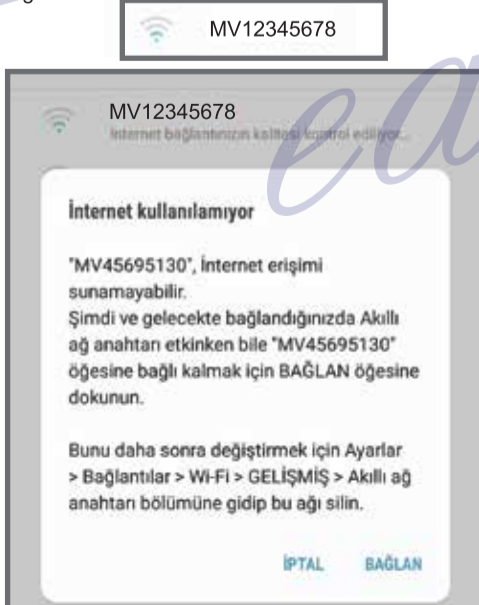 MV12345678
MV12345678
İnternet bağlantınızın kalitesi kontrol ediliyor...
İnternet kullanılamıyor
"MV45695130", İnternet erişimi
sunamayabilir.
Şimdi ve gelecekte bağlandığınızda Akıllı
ağ anahtarı etkinken bile "MV45695130"
öğesine bağlı kalmak için BAĞLAN öğesine
dokunun.
Bunu daha sonra değiştirmek için Ayarlar
> Bağlantılar > Wi-Fi > GELİŞMİŞ > Akıllı ağ
anahtarı bölümüne gidip bu ağı silin.
İPTAL BAĞLAN